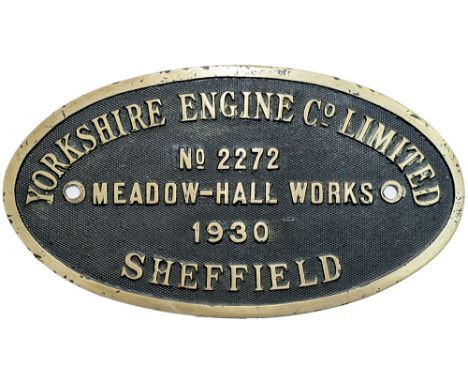 YORKSHIRE ENGINE Cº LIMITED
Nº 2272
MEADOW-HALL WORKS
1930
SHEFFIELD